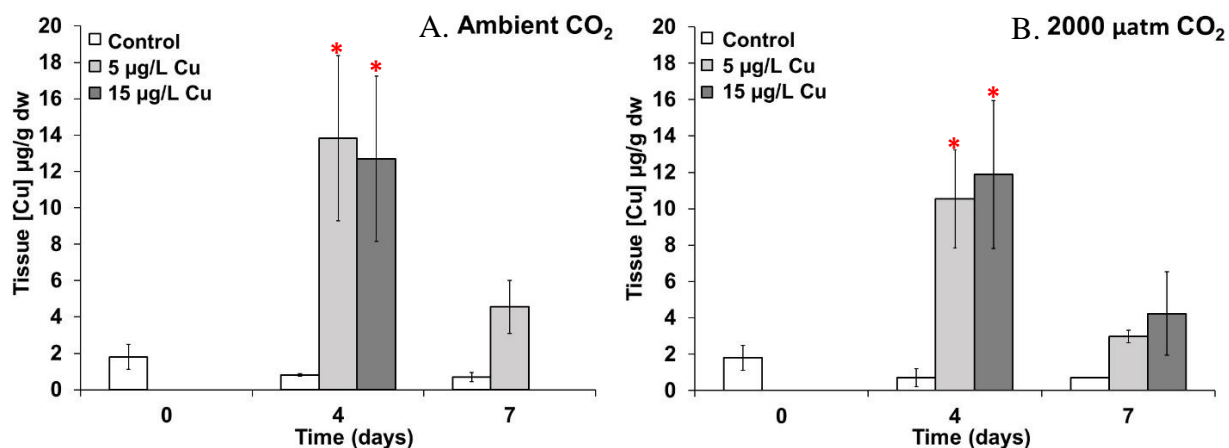 A. Ambient CO₂
Control
5 µg/L Cu
15 µg/L Cu
Tissue [Cu] µg/g dw
20
18
16
14
12
10
8
6
4
2
0
* *
0 4 7
Time (days)
B. 2000 µatm CO₂
Control
5 µg/L Cu
15 µg/L Cu
Tissue [Cu] µg/g dw
20
18
16
14
12
10
8
6
4
2
0
* *
0 4 7
Time (days)